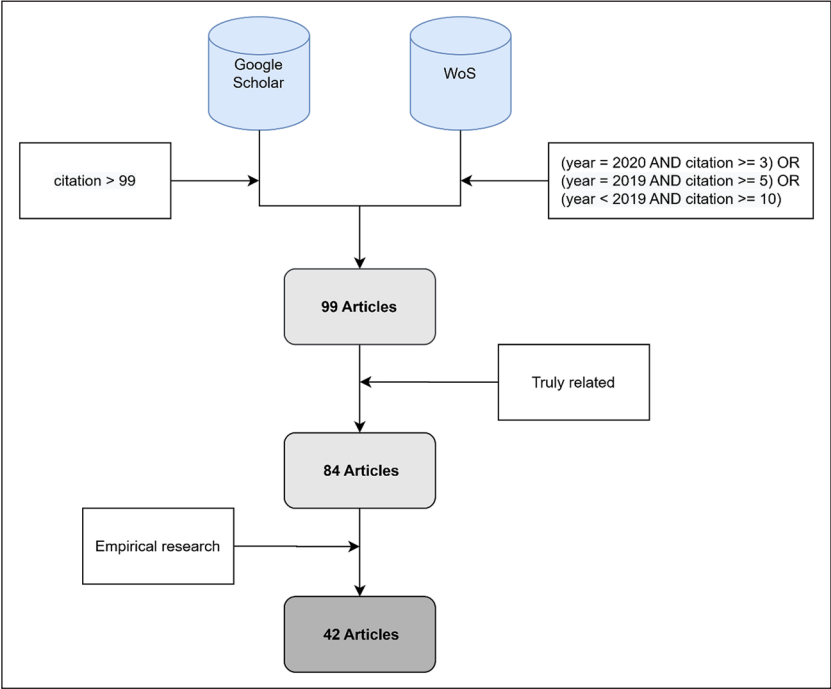 Google
Scholar
WoS
citation > 99
(year = 2020 AND citation >= 3) OR
(year = 2019 AND citation >= 5) OR
(year < 2019 AND citation >= 10)
99 Articles
Truly related
84 Articles
Empirical research
42 Articles